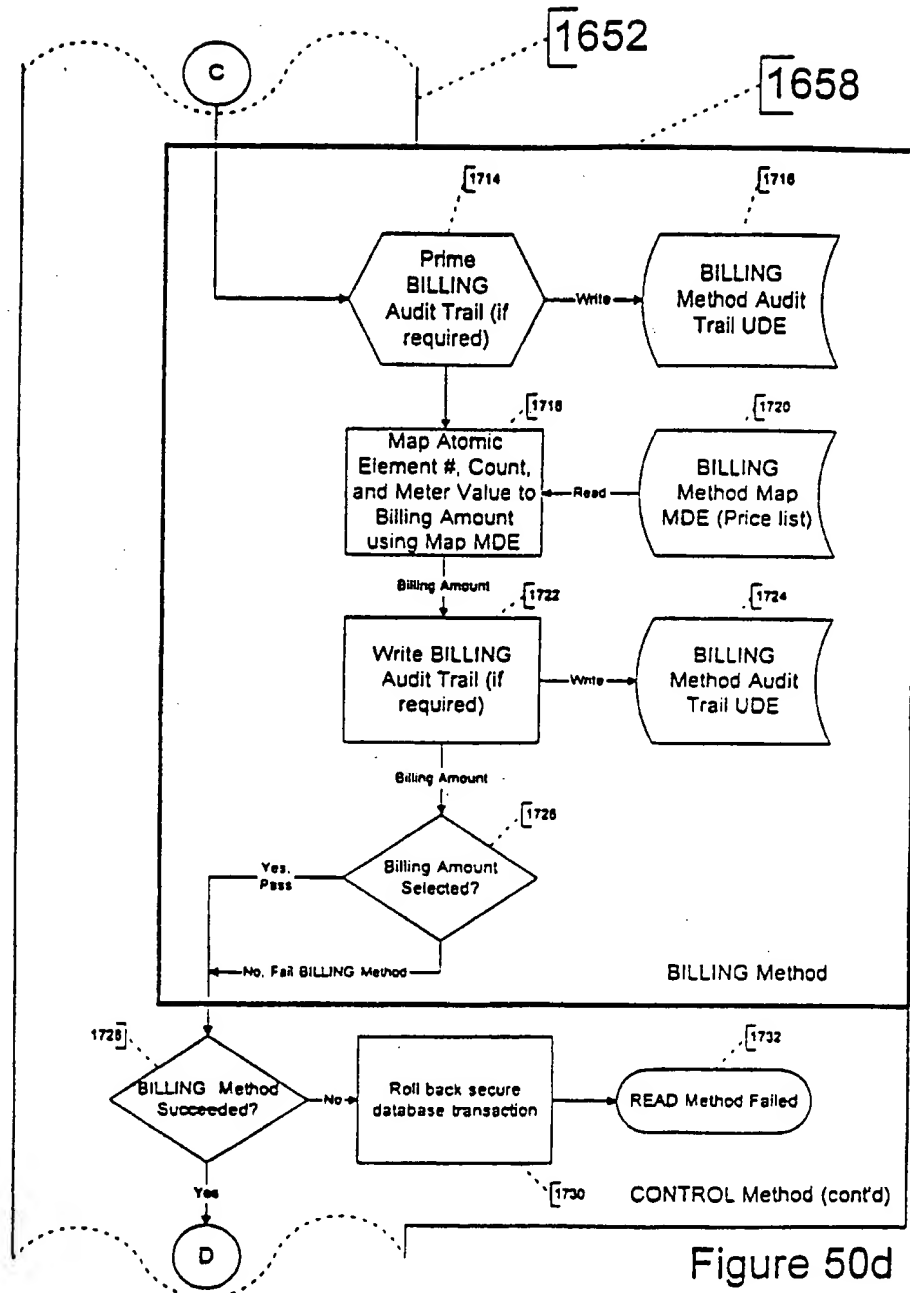 1652
C
1658
1714
1716
Prime
BILLING
Audit Trail (if
required)
Write
BILLING
Method Audit
Trail UDE
1718
1720
Map Atomic
Element #, Count,
and Meter Value to
Billing Amount
using Map MDE
Read
BILLING
Method Map
MDE (Price list)
Billing Amount
1722
1724
Write BILLING
Audit Trail (if
required)
Write
BILLING
Method Audit
Trail UDE
Billing Amount
1726
Yes,
Pass
Billing Amount
Selected?
No, Fail BILLING Method
BILLING Method
1728
1732
BILLING Method
Succeeded?
No
Roll back secure
database transaction
READ Method Failed
Yes
1730
CONTROL Method (cont'd)
D
Figure 50d